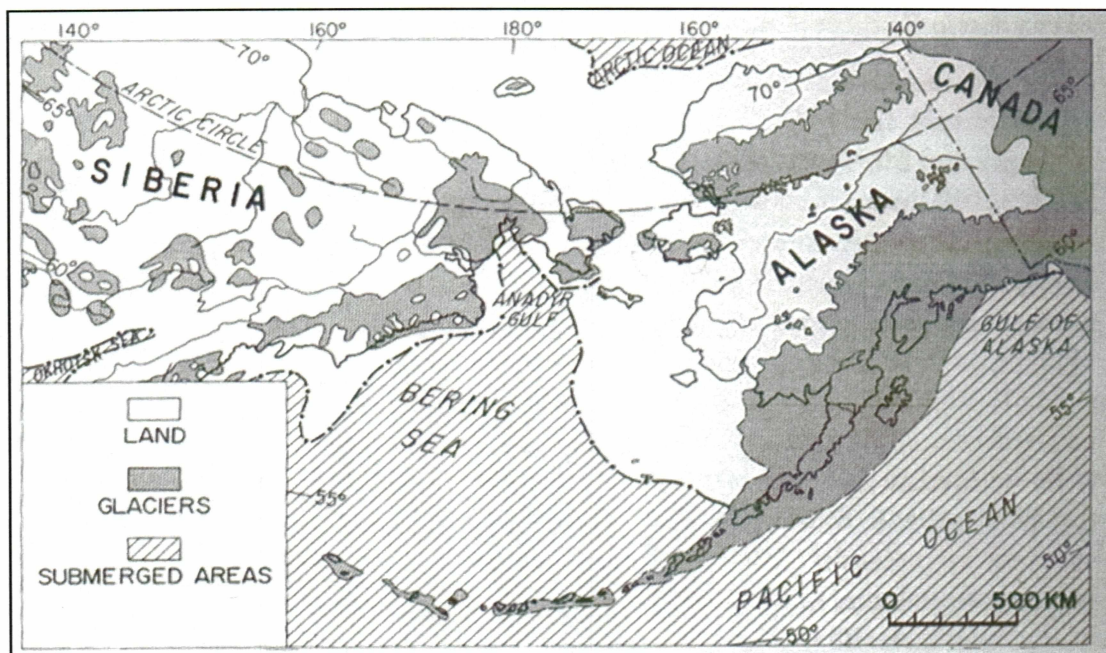 140°
160°
180°
160°
140°
70°
ARCTIC OCEAN
65°
ARCTIC CIRCLE
70°
CANADA
65°
SIBERIA
ALASKA
60°
ANADYR
GULF
GULF OF
ALASKA
OKHOTSK SEA
BERING
SEA
55°
LAND
GLACIERS
SUBMERGED AREAS
55°
PACIFIC OCEAN
50°
0 500 KM
50°